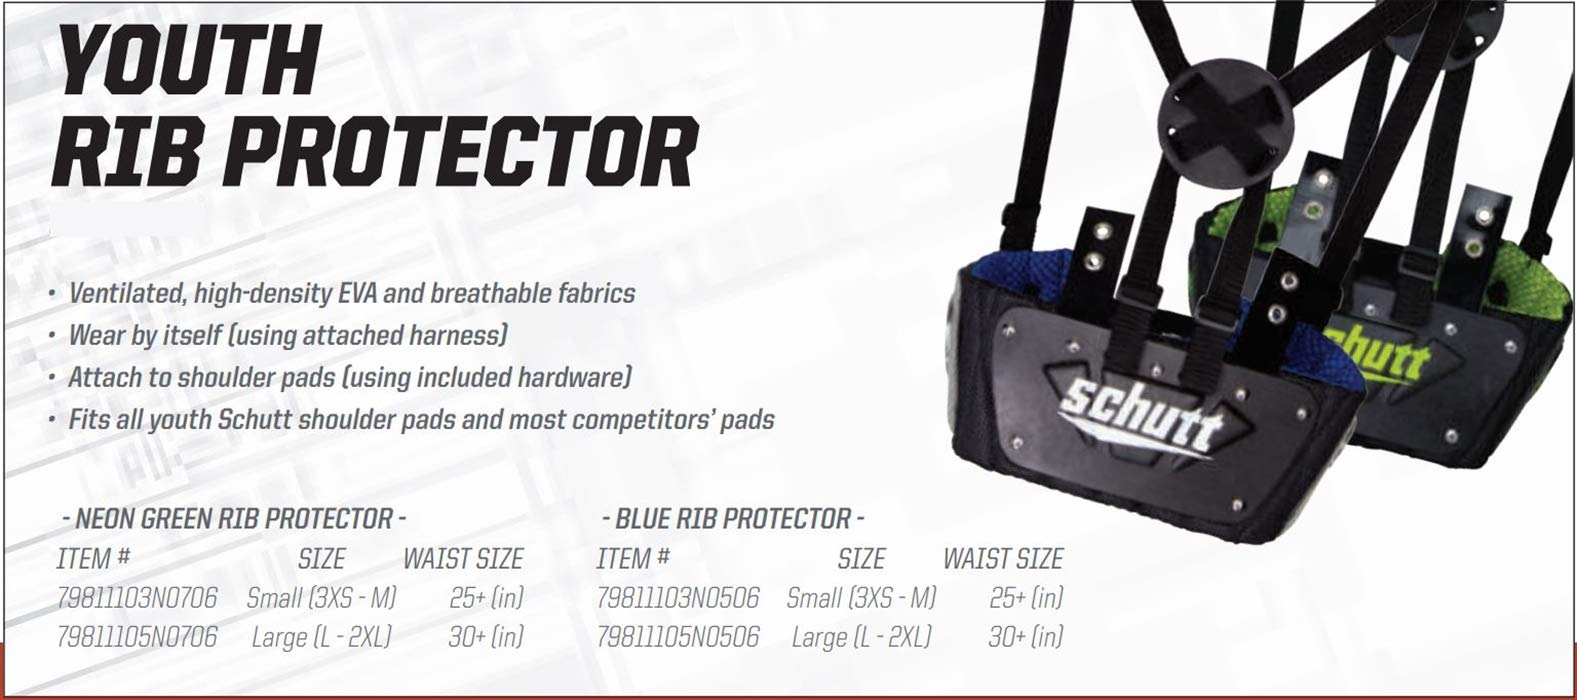 YOUTH
RIB PROTECTOR
• Ventilated, high-density EVA and breathable fabrics
• Wear by itself (using attached harness)
• Attach to shoulder pads (using included hardware)
• Fits all youth Schutt shoulder pads and most competitors' pads
- NEON GREEN RIB PROTECTOR -
ITEM # SIZE WAIST SIZE
79811103N0706 Small (3XS - M) 25+ (in)
79811105N0706 Large (L - 2XL) 30+ (in)
- BLUE RIB PROTECTOR -
ITEM # SIZE WAIST SIZE
79811103N0506 Small (3XS - M) 25+ (in)
79811105N0506 Large (L - 2XL) 30+ (in)
schutt
hutt